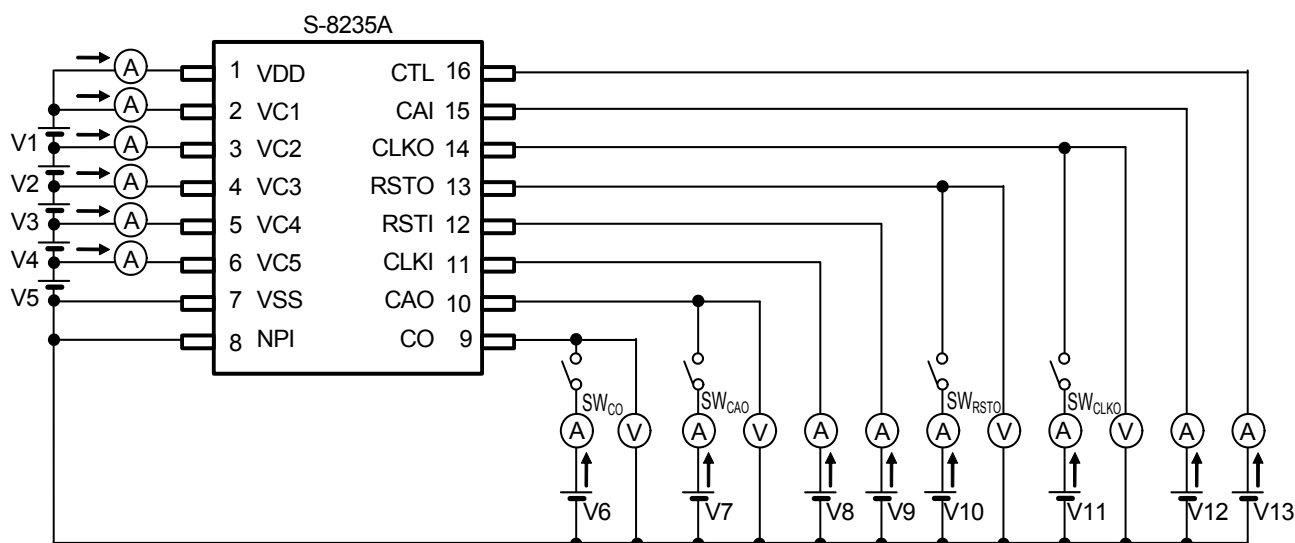 S-8235A
A 1 VDD CTL 16
A 2 VC1 CAI 15
V1 A 3 VC2 CLKO 14
V2 A 4 VC3 RSTO 13
V3 A 5 VC4 RSTI 12
V4 A 6 VC5 CLKI 11
V5 7 VSS CAO 10
8 NPI CO 9
SWCO SWCAO SWRSTO SWCLKO
A V A V A A A V A V A A
V6 V7 V8 V9 V10 V11 V12 V13